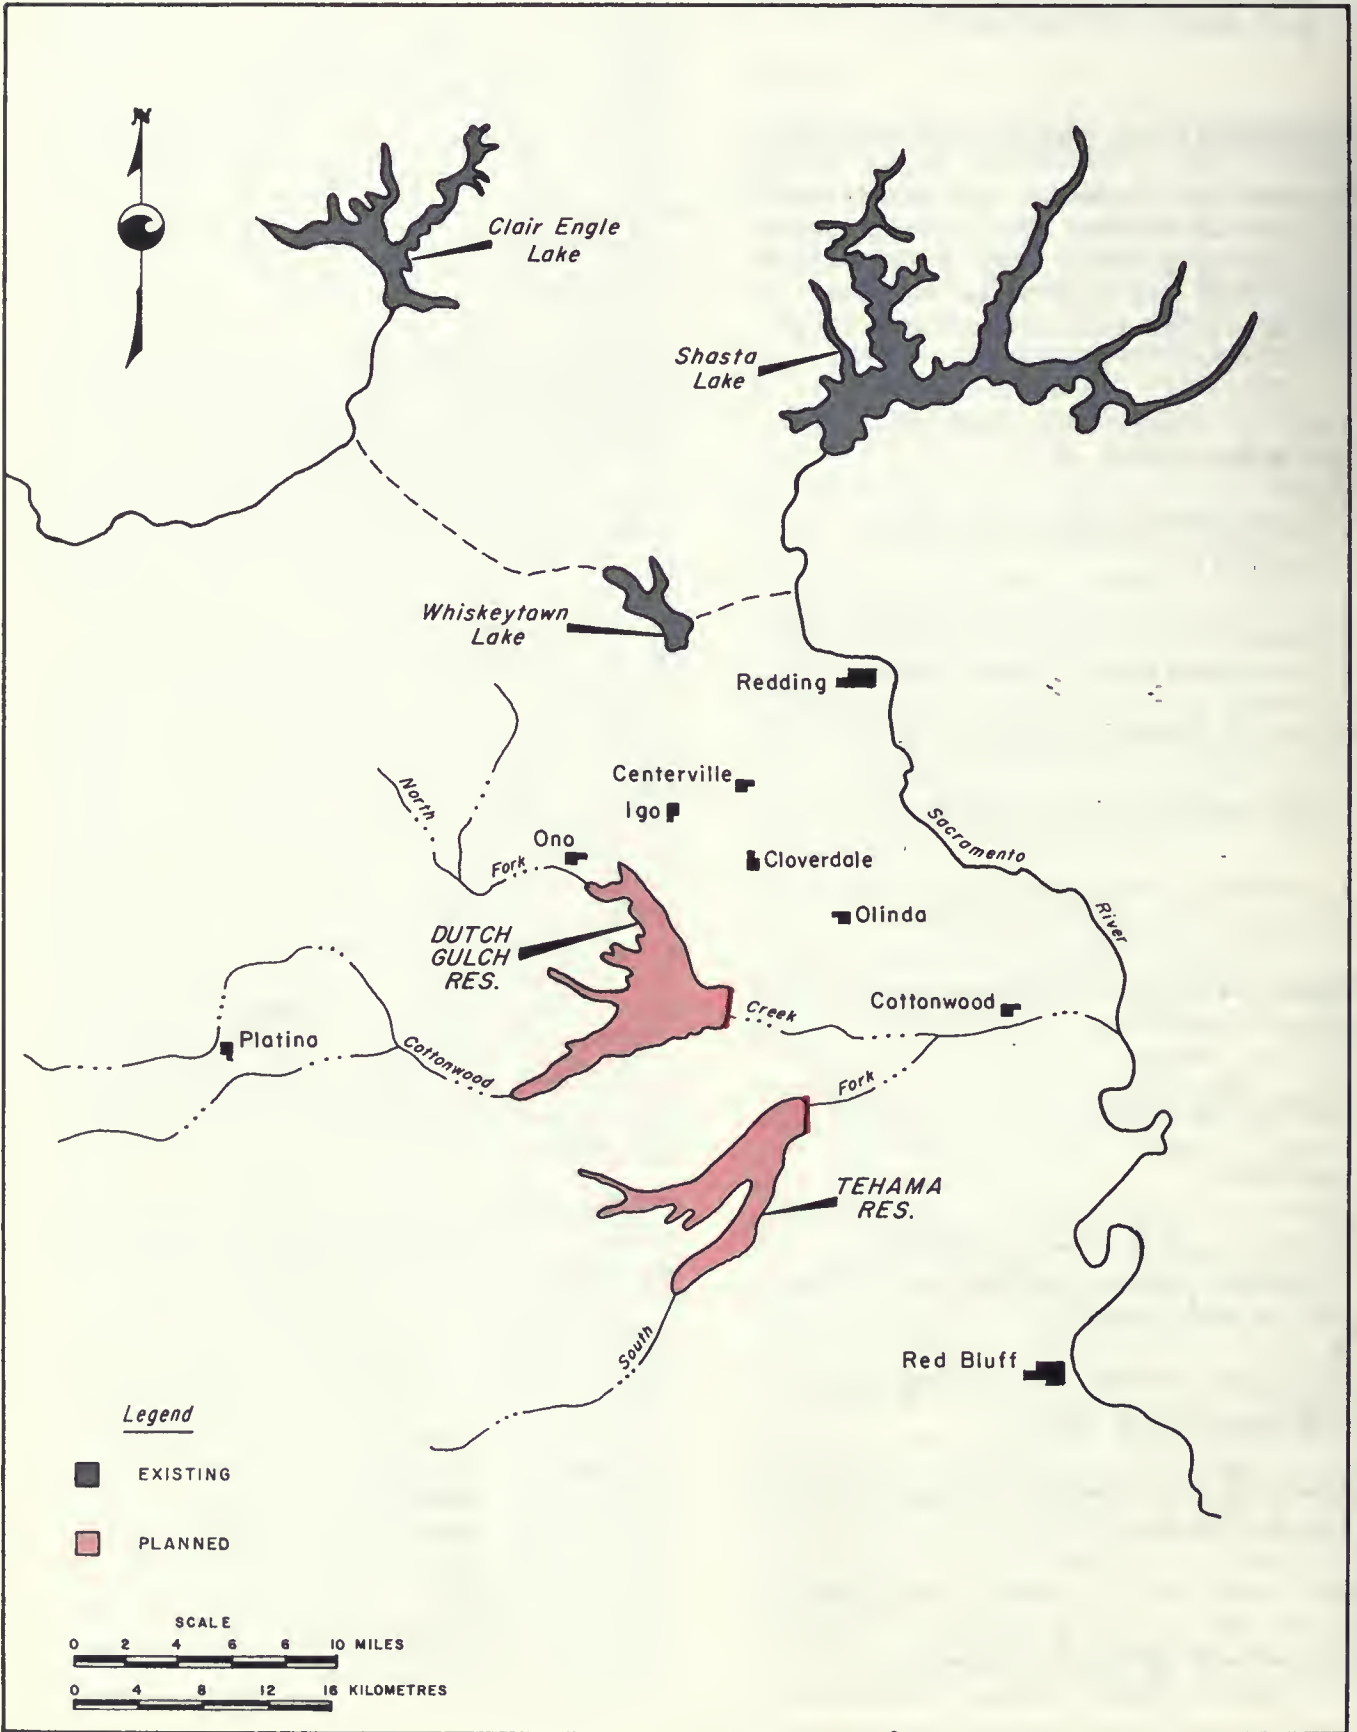 N
Clair Engle
Lake
Shasta
Lake
Whiskeytown
Lake
Redding
Centerville
Igo
North
Ono
Fork
Cloverdale
Sacramento
River
Olinda
DUTCH
GULCH
RES.
Creek
Cottonwood
Platina
Cottonwood
Fork
TEHAMA
RES.
South
Red Bluff
Legend
EXISTING
PLANNED
SCALE
0 2 4 6 6 10 MILES
0 4 8 12 16 KILOMETRES